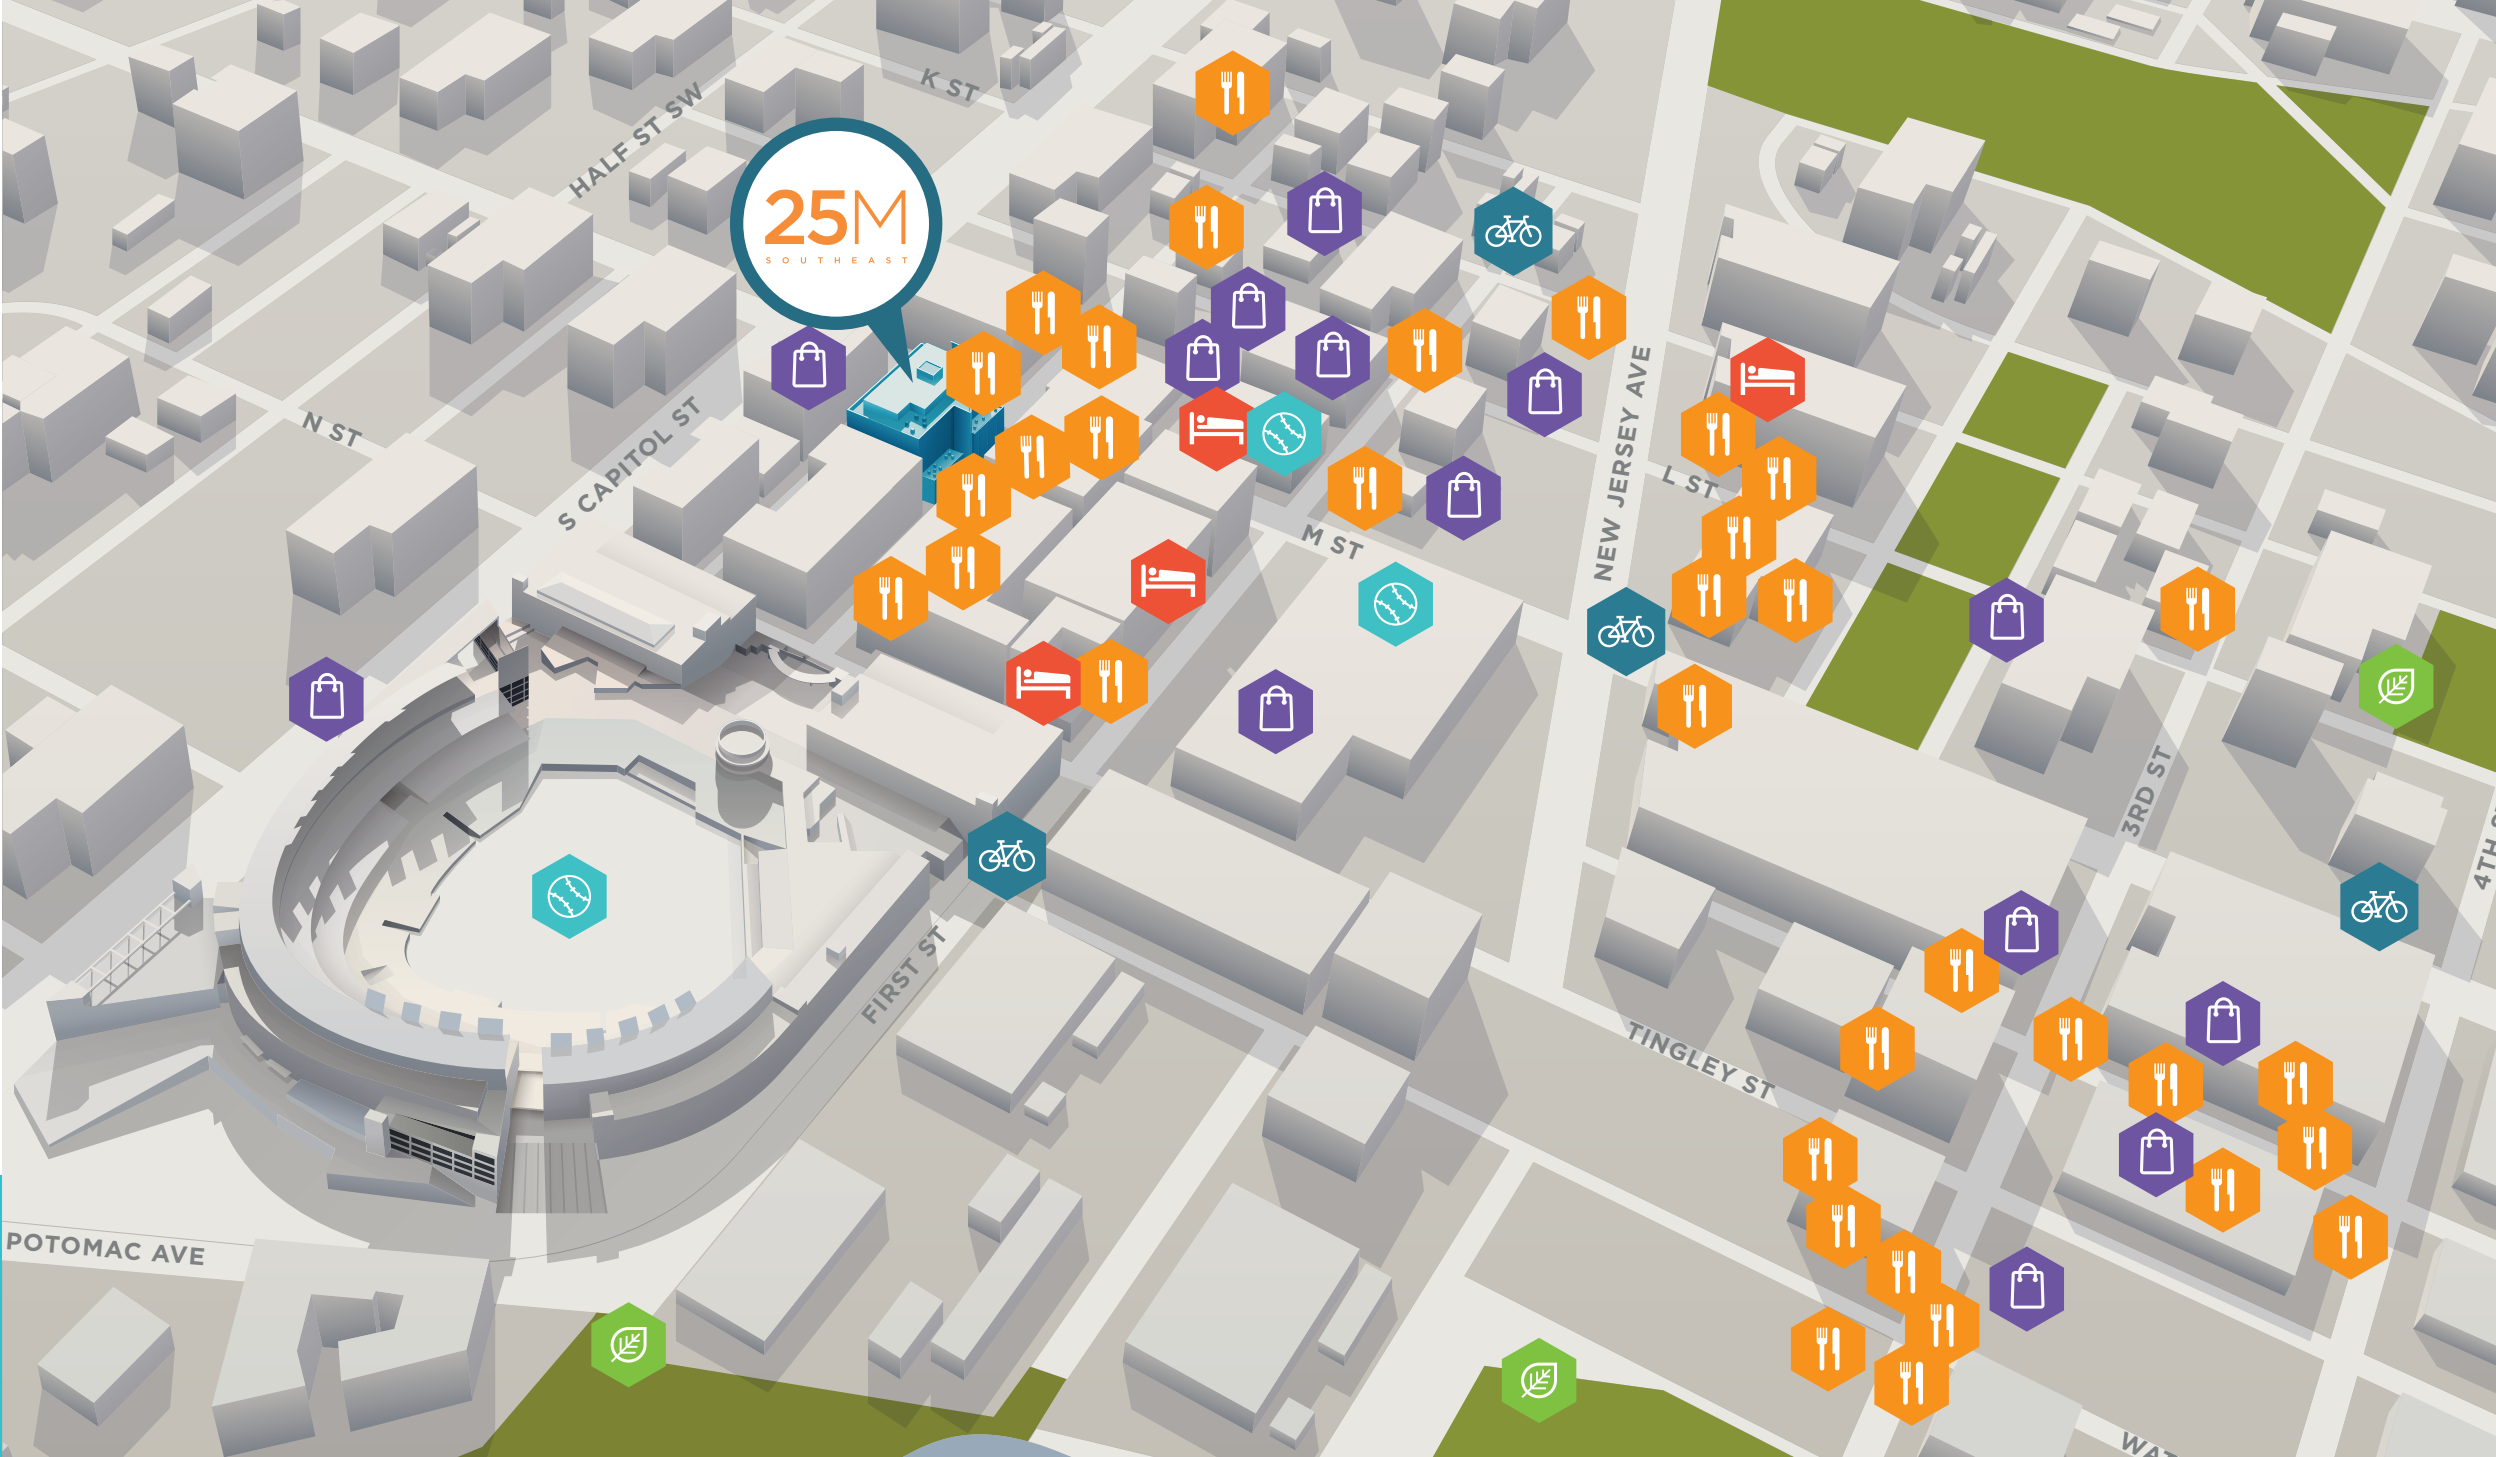 K ST
HALF ST SW
25M
SOUTHEAST
NEW JERSEY AVE
N ST
S CAPITOL ST
L ST
M ST
3RD ST
4TH
FIRST ST
TINGLEY ST
POTOMAC AVE